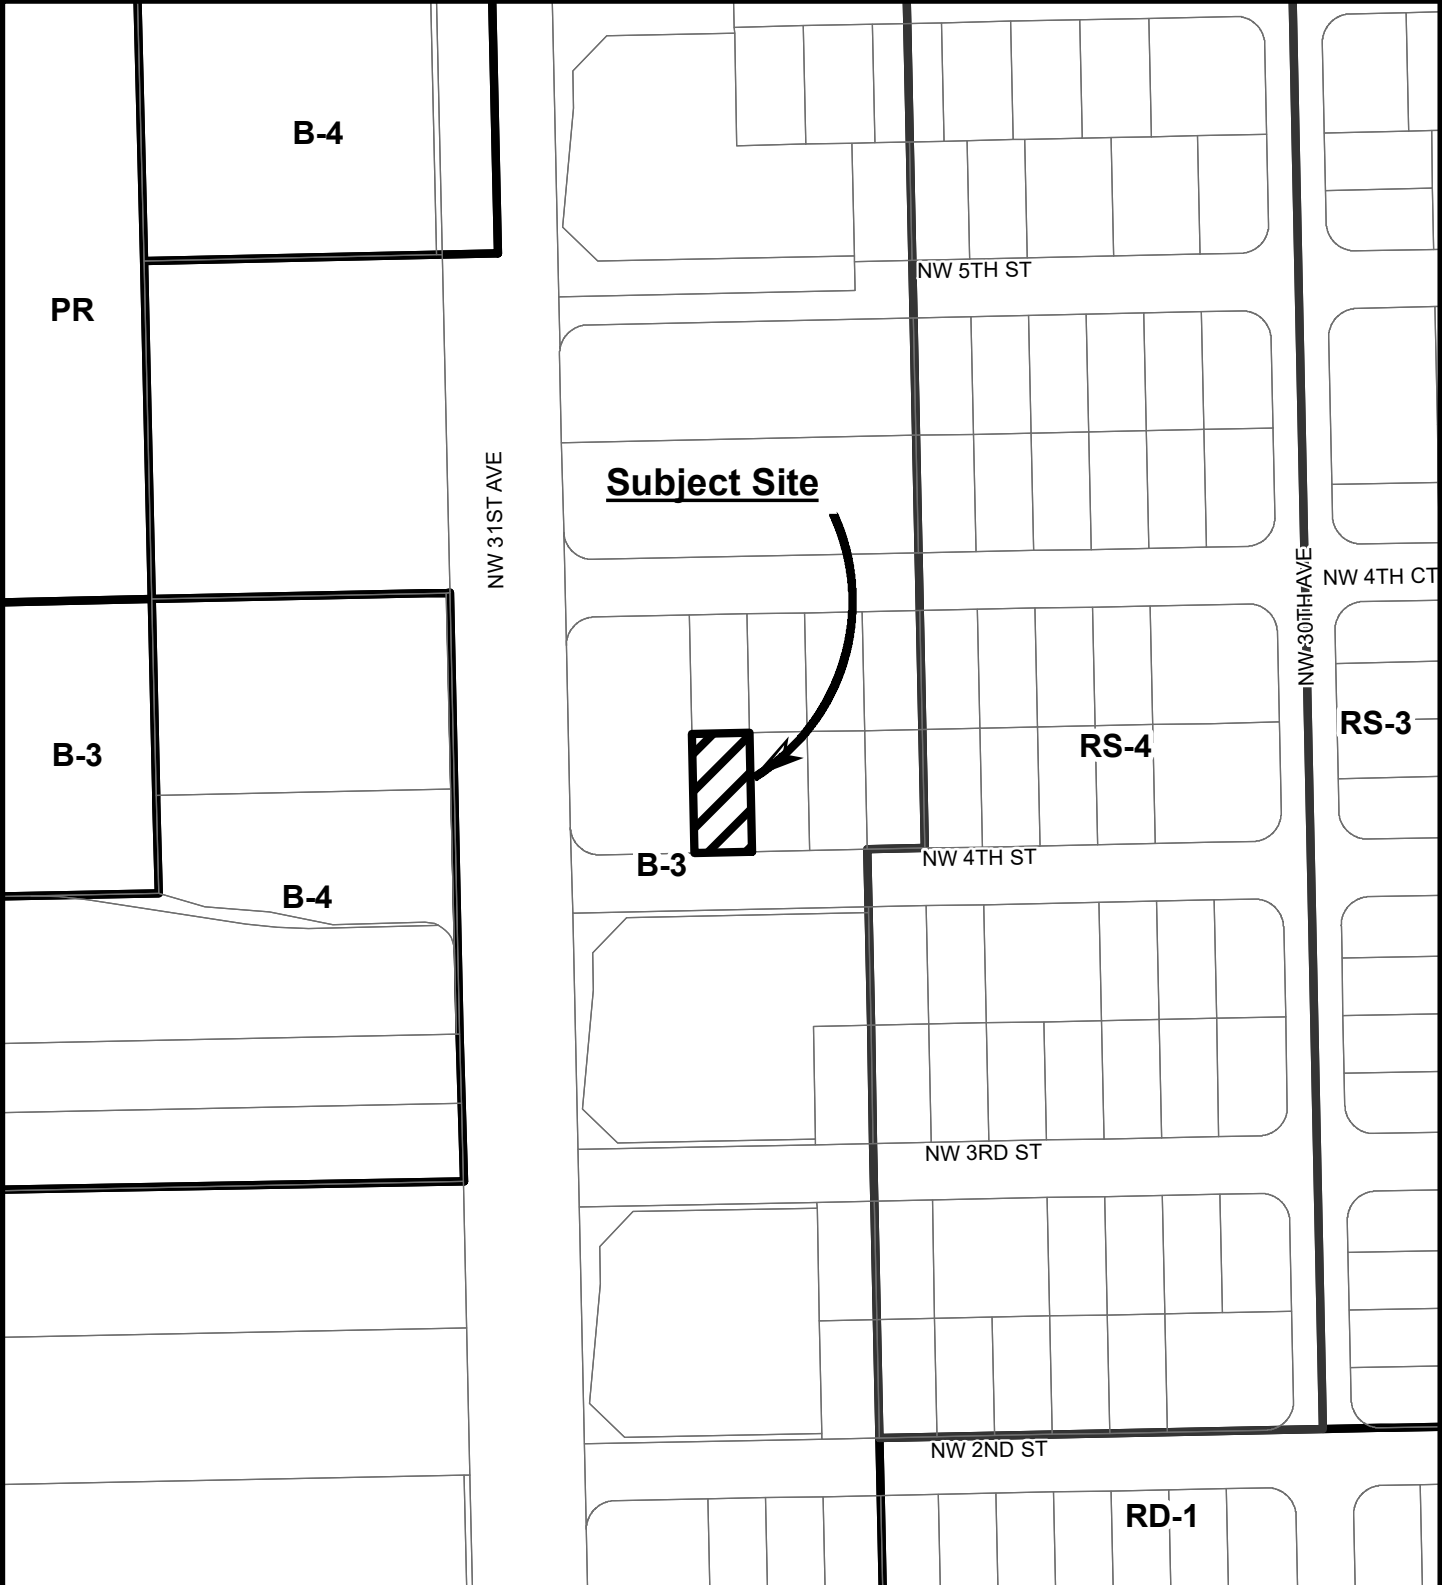 B-4
NW 5TH ST
PR
Subject Site
NW 31ST AVE
NW 4TH CT
NW 30TH AVE
RS-3
RS-4
B-3
NW 4TH ST
B-3
B-4
NW 3RD ST
NW 2ND ST
RD-1